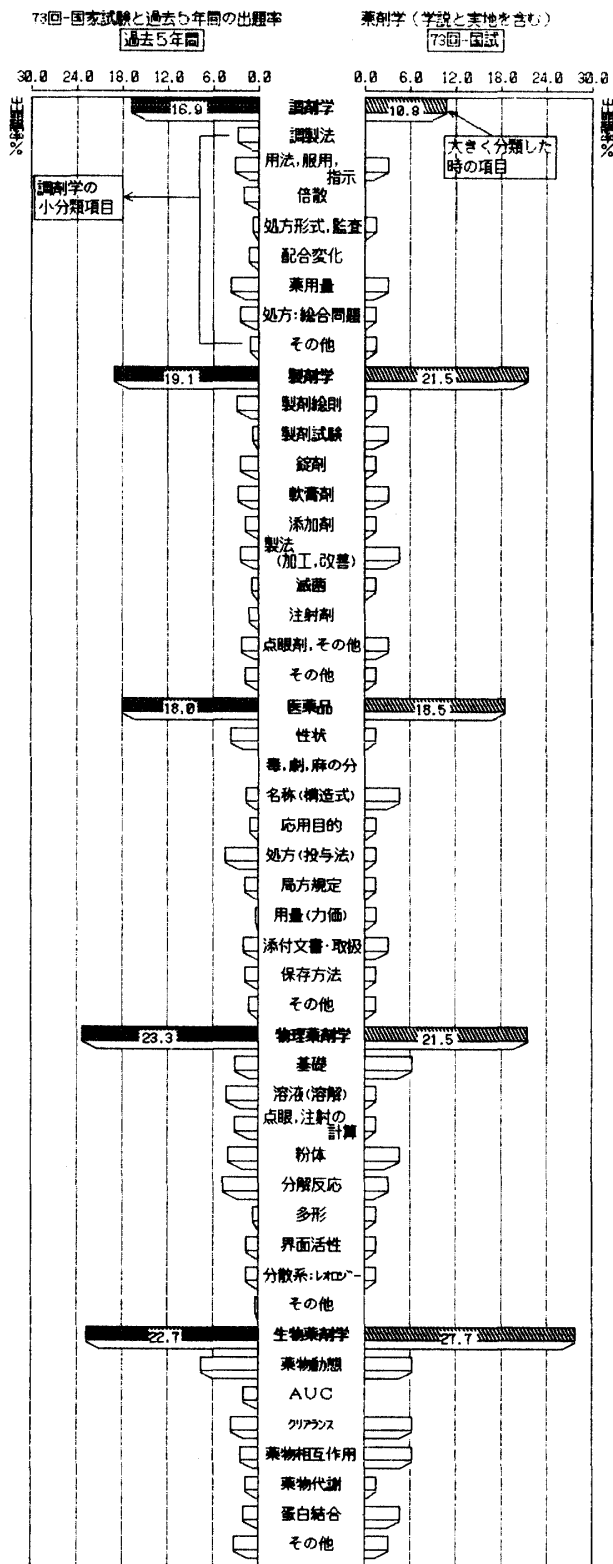 73回-国家試験と過去5年間の出題率 薬剤学(学説と実地を含む)
過去5年間 73回-国試
30.0 24.0 18.0 12.0 6.0 0.0 0.0 6.0 12.0 18.0 24.0 30.0
出題率% 出題率%
16.9 調剤学 10.8
調製法 大きく分類した
時の項目
用法,服用,
指示
調剤学の
小分類項目
倍散
処方形式,監査
配合変化
薬用量
処方:総合問題
その他
19.1 製剤学 21.5
製剤総則
製剤試験
錠剤
軟膏剤
添加剤
製法
(加工,改善)
滅菌
注射剤
点眼剤,その他
その他
18.0 医薬品 18.5
性状
毒,劇,麻の分
名称(構造式)
応用目的
処方(投与法)
局方規定
用量(力価)
添付文書・取扱
保存方法
その他
23.3 物理薬剤学 21.5
基礎
溶液(溶解)
点眼,注射の
計算
粉体
分解反応
多形
界面活性
分散系:レオロジー
その他
22.7 生物薬剤学 27.7
薬物動態
AUC
クリアランス
薬物相互作用
薬物代謝
蛋白結合
その他